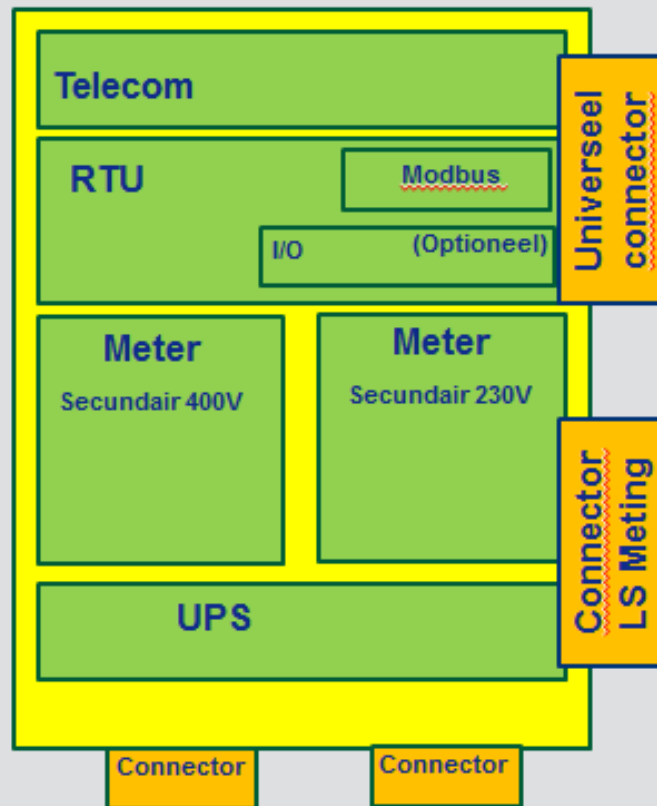 Telecom
RTU
Modbus
I/O
(Optioneel)
Universeel
connector
Meter
Secundair 400V
Meter
Secundair 230V
Connector
LS Meting
UPS
Connector
Connector